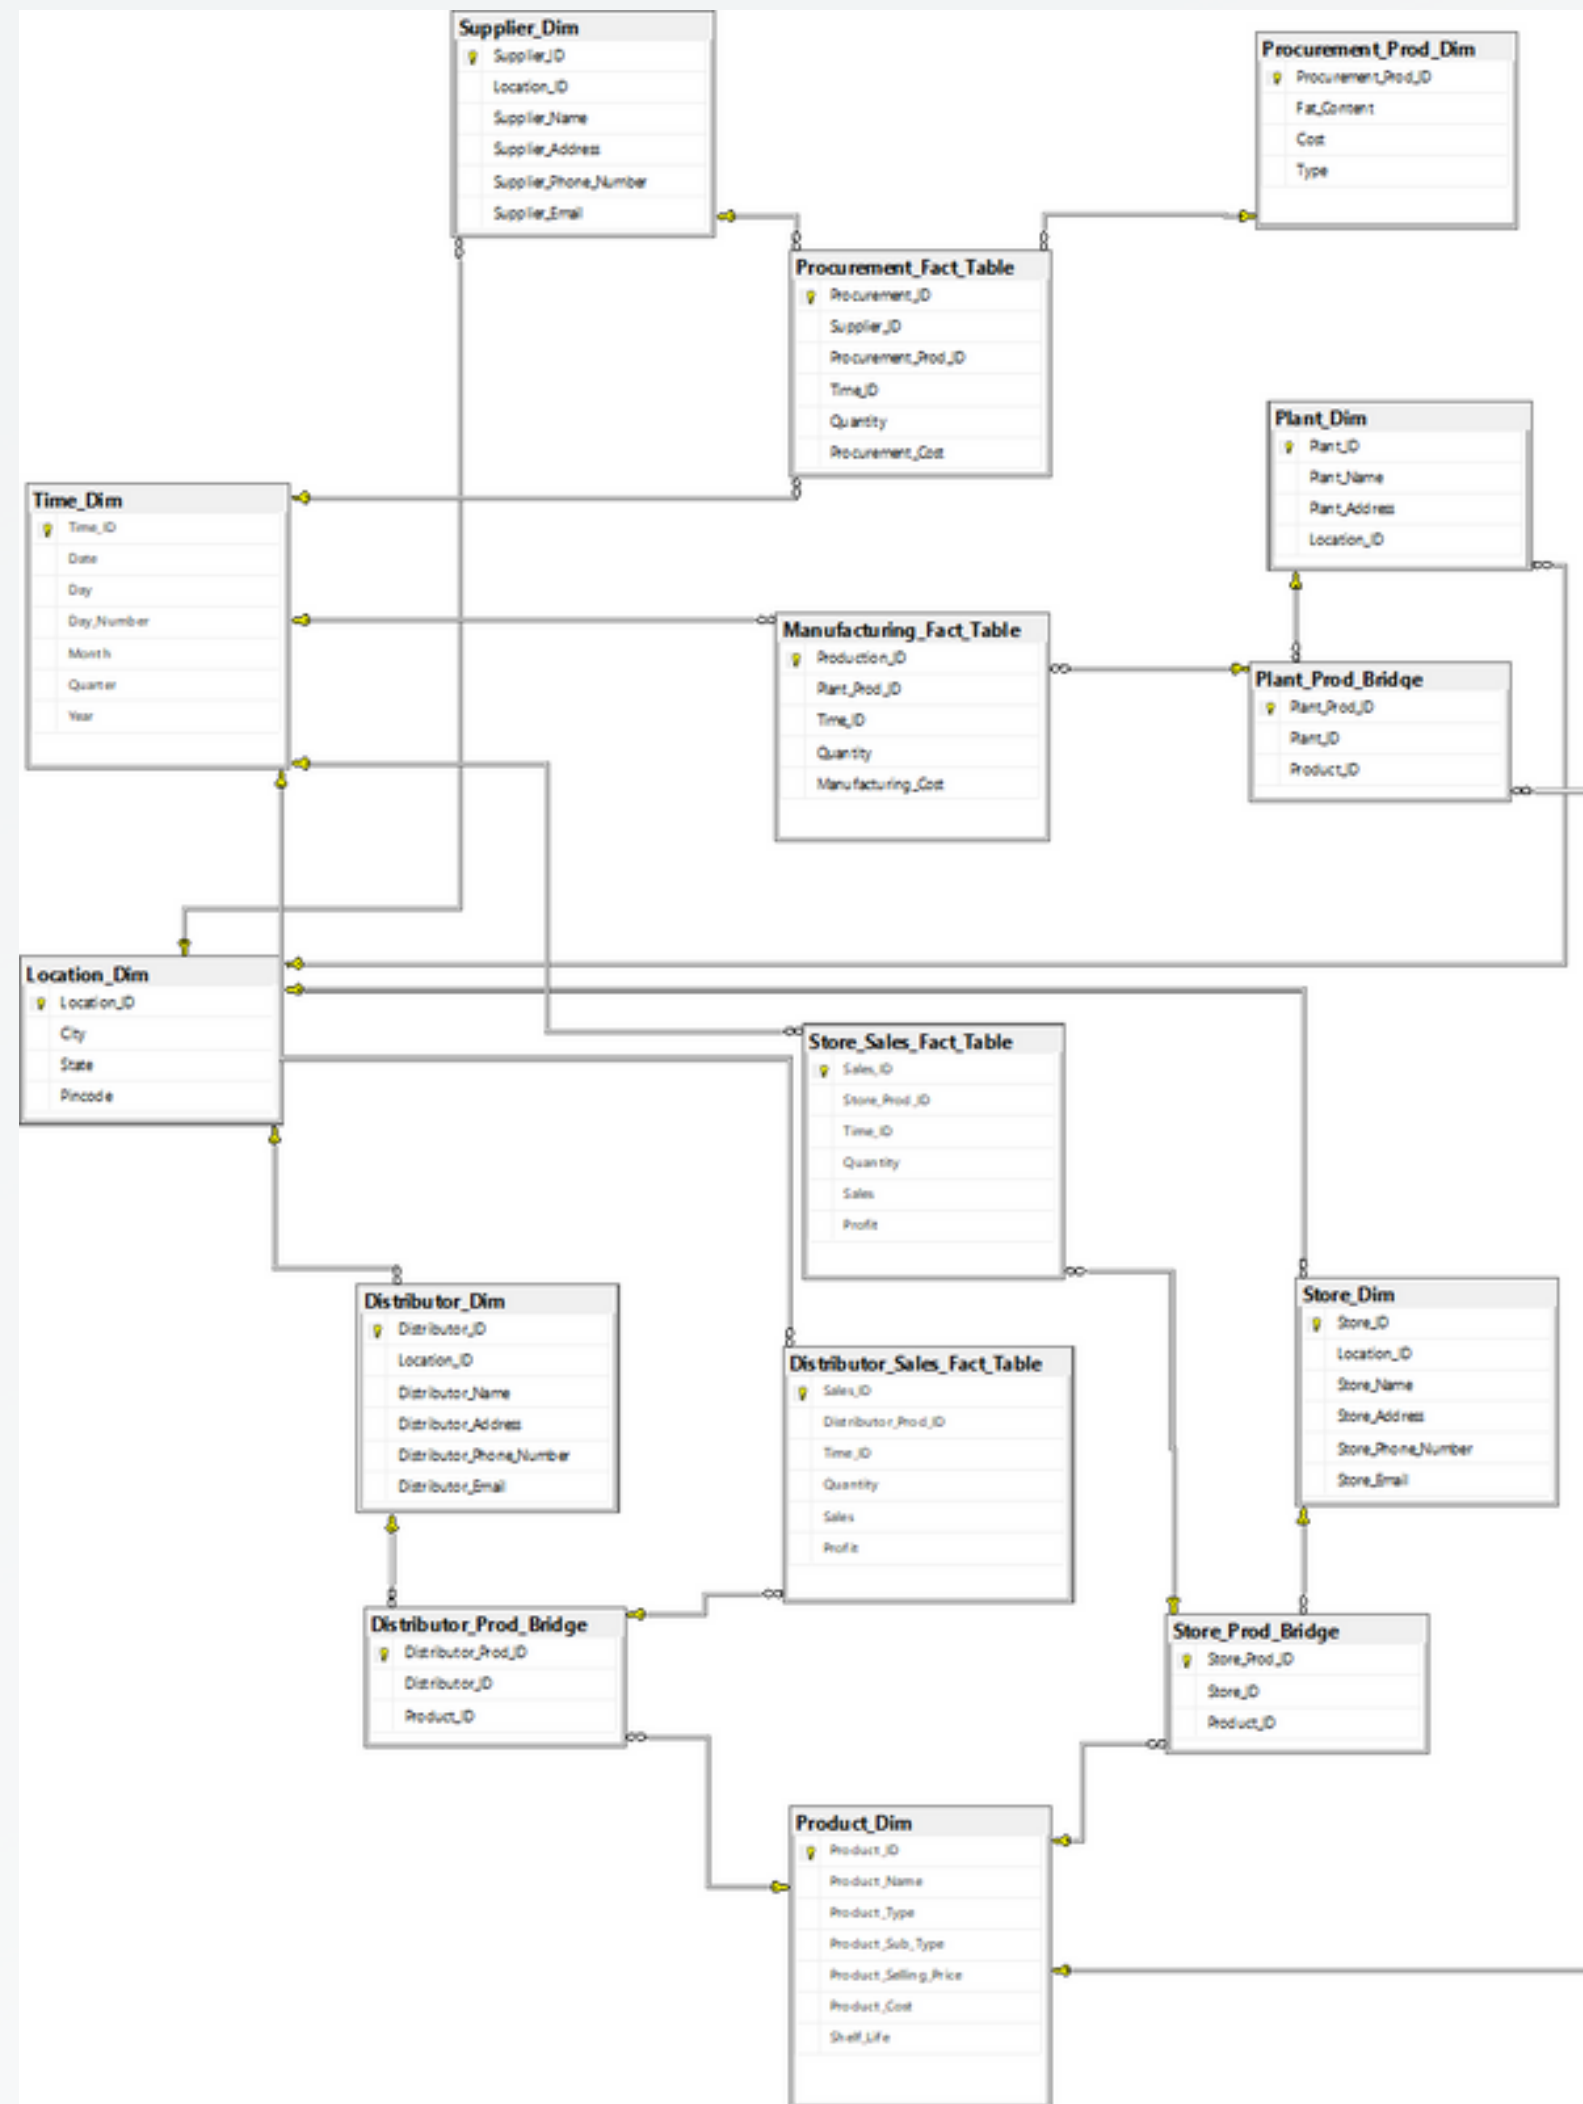 Supplier_Dim
Supplier_ID
Location_ID
Supplier_Name
Supplier_Address
Supplier_Phone_Number
Supplier_Email
Procurement_Prod_Dim
Procurement_Prod_ID
Fat_Content
Cost
Type
Procurement_Fact_Table
Procurement_ID
Supplier_ID
Procurement_Prod_ID
Time_ID
Quantity
Procurement_Cost
Plant_Dim
Plant_ID
Plant_Name
Plant_Address
Location_ID
Time_Dim
Time_ID
Date
Day
Day_Number
Month
Quarter
Year
Manufacturing_Fact_Table
Production_ID
Plant_Prod_ID
Time_ID
Quantity
Manufacturing_Cost
Plant_Prod_Bridge
Plant_Prod_ID
Plant_ID
Product_ID
Location_Dim
Location_ID
City
State
Pincode
Store_Sales_Fact_Table
Sales_ID
Store_Prod_ID
Time_ID
Quantity
Sales
Profit
Distributor_Dim
Distributor_ID
Location_ID
Distributor_Name
Distributor_Address
Distributor_Phone_Number
Distributor_Email
Distributor_Sales_Fact_Table
Sales_ID
Distributor_Prod_ID
Time_ID
Quantity
Sales
Profit
Store_Dim
Store_ID
Location_ID
Store_Name
Store_Address
Store_Phone_Number
Store_Email
Distributor_Prod_Bridge
Distributor_Prod_ID
Distributor_ID
Product_ID
Store_Prod_Bridge
Store_Prod_ID
Store_ID
Product_ID
Product_Dim
Product_ID
Product_Name
Product_Type
Product_Sub_Type
Product_Selling_Price
Product_Cost
Shelf_Life